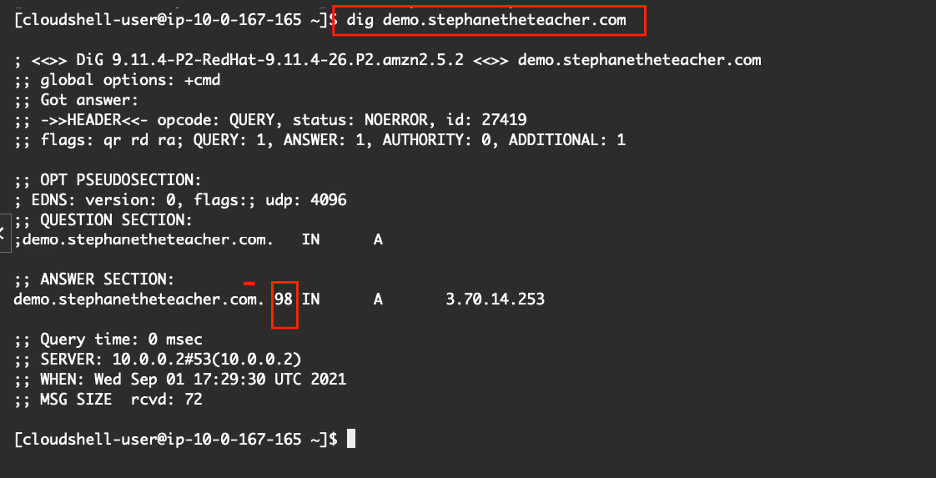 [cloudshell-user@ip-10-0-167-165 ~]$ dig demo.stephanetheteacher.com
; <<>> DiG 9.11.4-P2-RedHat-9.11.4-26.P2.amzn2.5.2 <<>> demo.stephanetheteacher.com
;; global options: +cmd
;; Got answer:
;; ->>HEADER<<- opcode: QUERY, status: NOERROR, id: 27419
;; flags: qr rd ra; QUERY: 1, ANSWER: 1, AUTHORITY: 0, ADDITIONAL: 1
;; OPT PSEUDOSECTION:
; EDNS: version: 0, flags:; udp: 4096
;; QUESTION SECTION:
;demo.stephanetheteacher.com. IN A
;; ANSWER SECTION:
demo.stephanetheteacher.com. 98 IN A 3.70.14.253
;; Query time: 0 msec
;; SERVER: 10.0.0.2#53(10.0.0.2)
;; WHEN: Wed Sep 01 17:29:30 UTC 2021
;; MSG SIZE rcvd: 72
[cloudshell-user@ip-10-0-167-165 ~]$